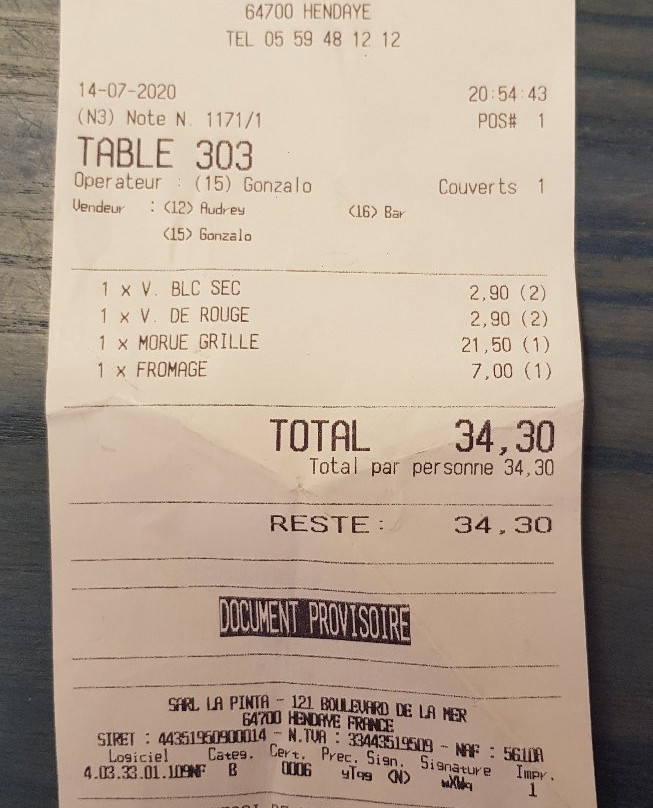 64700 HENDAYE
TEL 05 59 48 12 12
14-07-2020 20:54:43
(N3) Note N. 1171/1 POS# 1
TABLE 303
Operateur : (15) Gonzalo Couverts 1
Vendeur : (12) Audrey (16) Bar
(15) Gonzalo
1 x V. BLC SEC 2,90 (2)
1 x V. DE ROUGE 2,90 (2)
1 x MORUE GRILLE 21,50 (1)
1 x FROMAGE 7,00 (1)
TOTAL 34,30
Total par personne 34,30
RESTE: 34,30
DOCUMENT PROVISOIRE
SARL LA PINTA - 121 BOULEVARD DE LA MER
64700 HENDAYE FRANCE
SIRET : 44351950900014 - N.TVA : 33443519509 - NAF : 5610A
Logiciel Categ. Cert. Prec. Sign. Signature Impr.
4.03.33.01.109NF B 0006 yTqg (N) wXWq 1